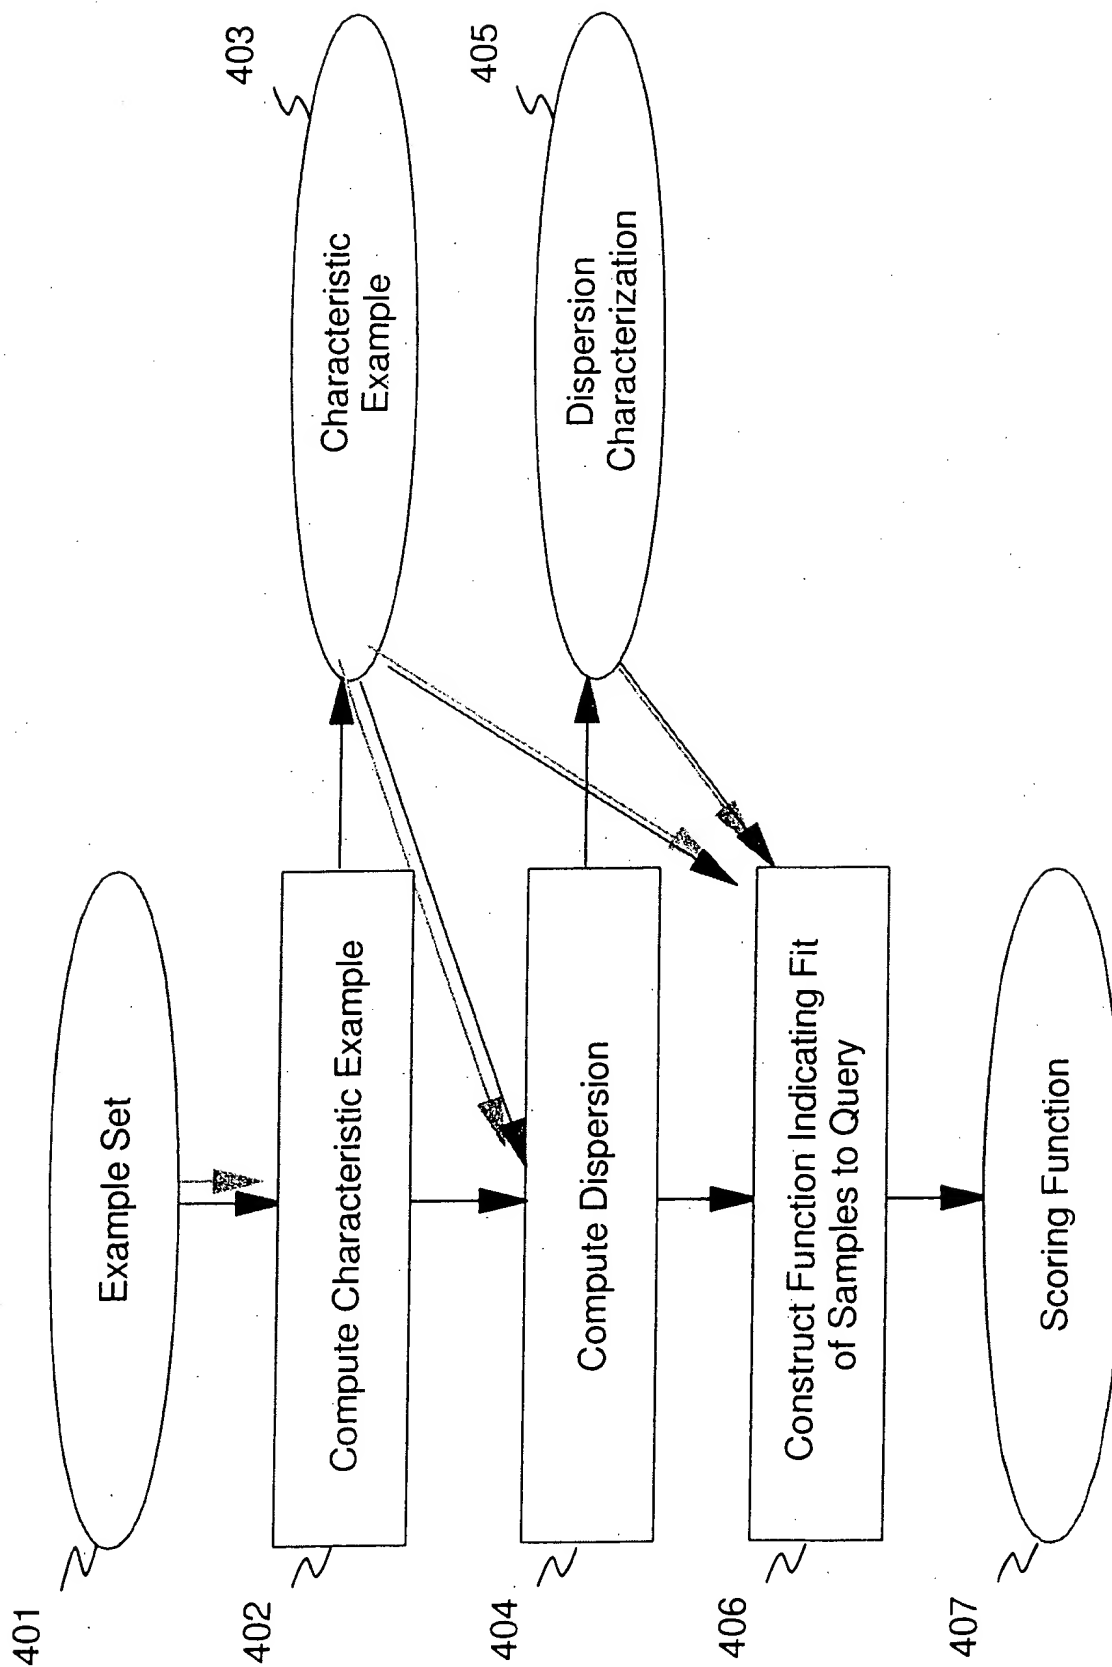 401
Example Set
402
Compute Characteristic Example
403
Characteristic
Example
404
Compute Dispersion
405
Dispersion
Characterization
406
Construct Function Indicating Fit
of Samples to Query
407
Scoring Function